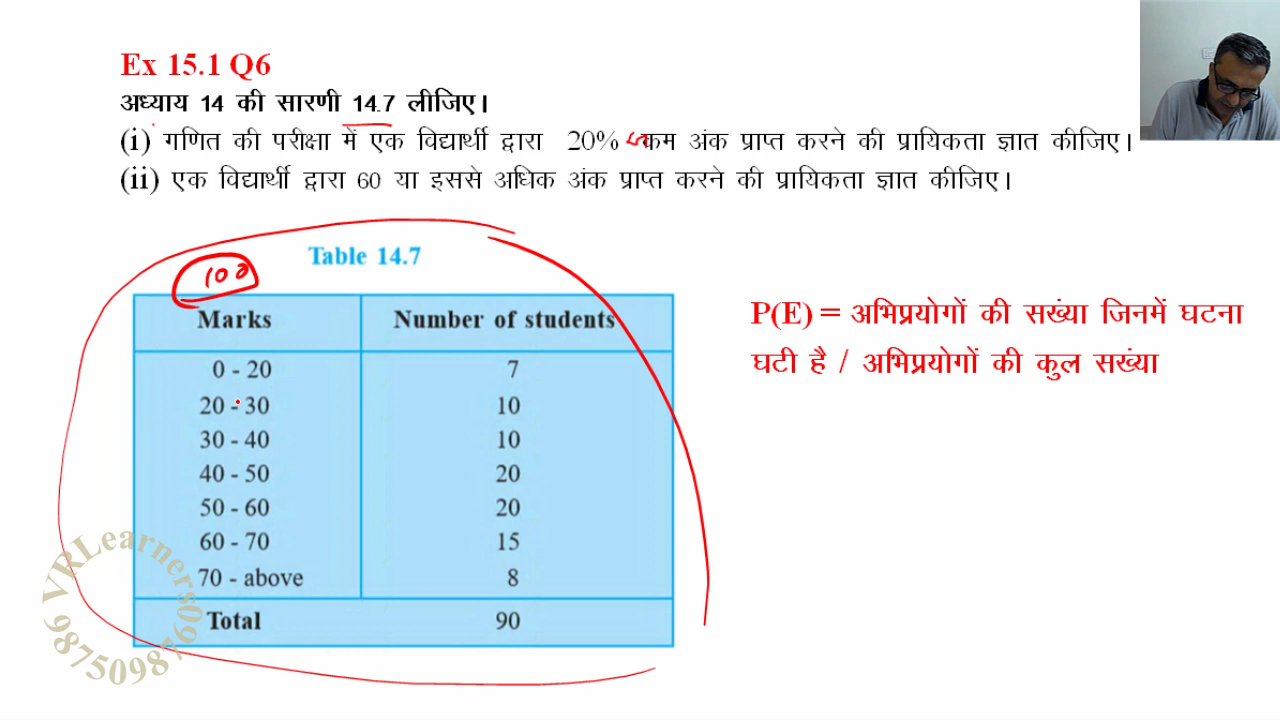 Ex 15.1 Q6
अध्याय 14 की सारणी 14.7 लीजिए।
(i) गणित की परीक्षा में एक विद्यार्थी द्वारा 20% कम अंक प्राप्त करने की प्रायिकता ज्ञात कीजिए।
(ii) एक विद्यार्थी द्वारा 60 या इससे अधिक अंक प्राप्त करने की प्रायिकता ज्ञात कीजिए।
Table 14.7
100
Marks Number of students
0 - 20 7
20 - 30 10
30 - 40 10
40 - 50 20
50 - 60 20
60 - 70 15
70 - above 8
Total 90
P(E) = अभिप्रयोगों की सख्ंया जिनमें घटना
घटी है / अभिप्रयोगों की कुल सख्ंया
VRLearners
9875098760